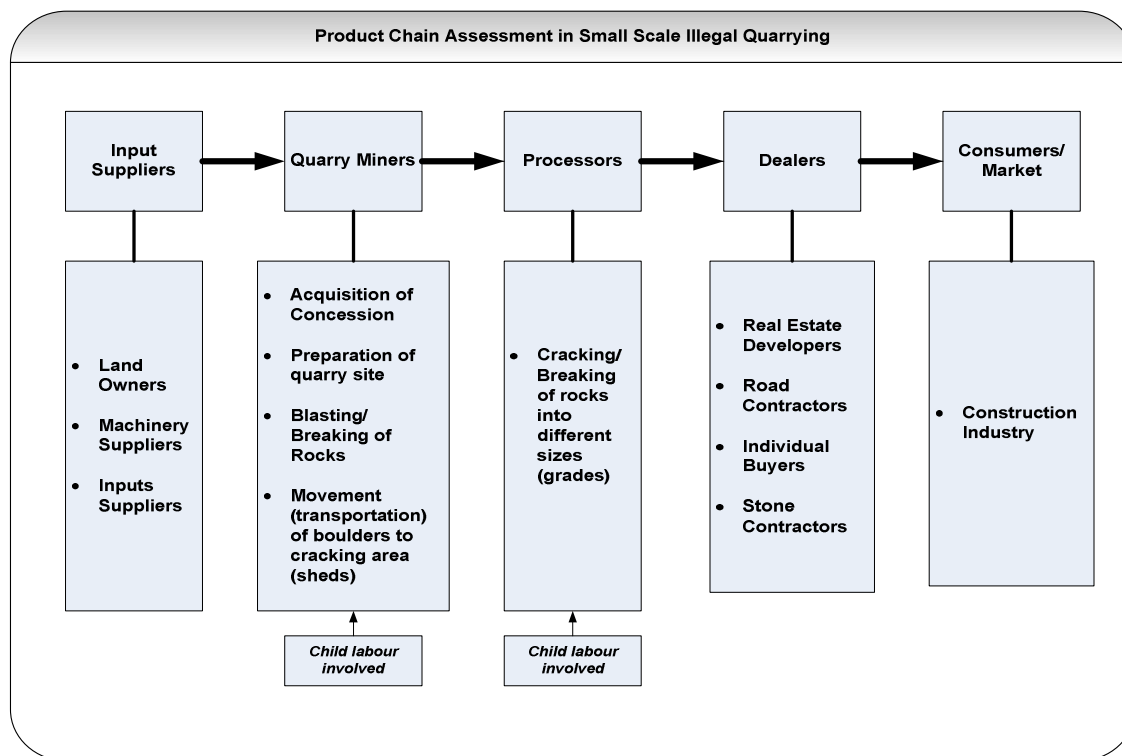 Product Chain Assessment in Small Scale Illegal Quarrying
Input
Suppliers
Quarry Miners
Processors
Dealers
Consumers/
Market
• Land
Owners
• Machinery
Suppliers
• Inputs
Suppliers
• Acquisition of
Concession
• Preparation of
quarry site
• Blasting/
Breaking of
Rocks
• Movement
(transportation)
of boulders to
cracking area
(sheds)
• Cracking/
Breaking
of rocks
into
different
sizes
(grades)
• Real Estate
Developers
• Road
Contractors
• Individual
Buyers
• Stone
Contractors
• Construction
Industry
Child labour
involved
Child labour
involved